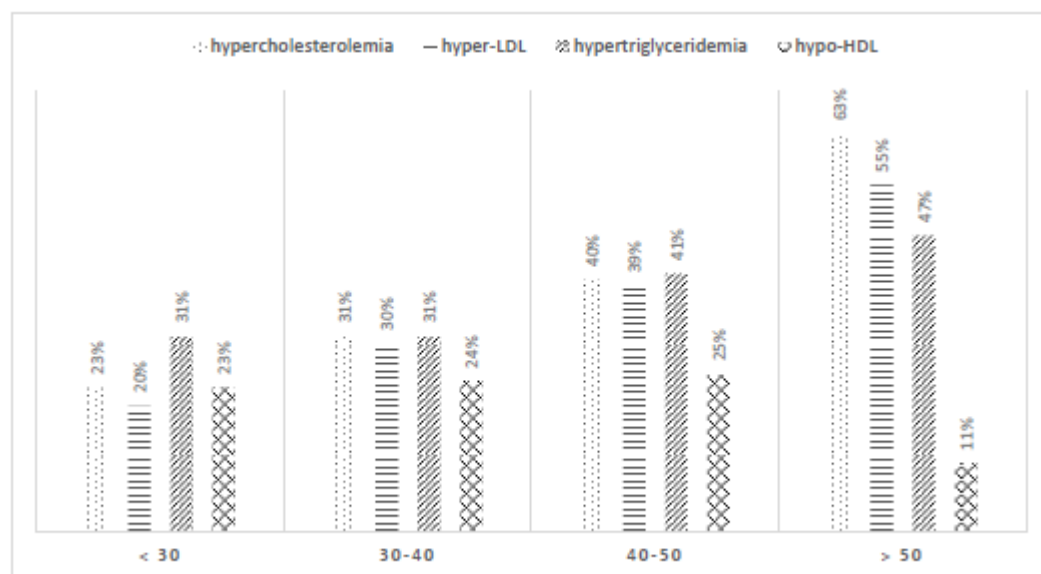 hypercholesterolemia hyper-LDL hypertriglyceridemia hypo-HDL
23% 20% 31% 23%
31% 30% 31% 24%
40% 39% 41% 25%
63% 55% 47% 11%
< 30 30-40 40-50 > 50